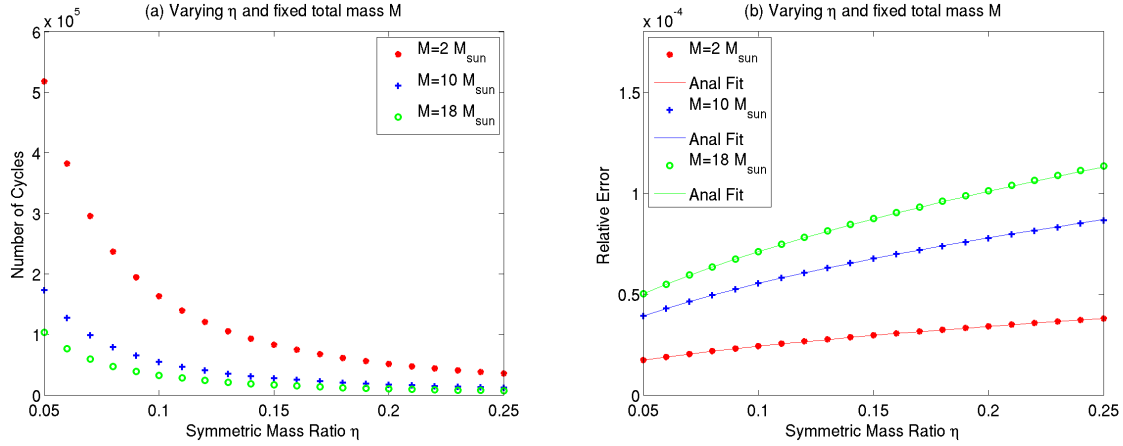 (a) Varying η and fixed total mass M
x 10^5
6
5
4
3
2
1
0
0.05 0.1 0.15 0.2 0.25
Number of Cycles
Symmetric Mass Ratio η
M=2 M_sun
M=10 M_sun
M=18 M_sun
(b) Varying η and fixed total mass M
x 10^-4
1.5
1
0.5
0
0.05 0.1 0.15 0.2 0.25
Relative Error
Symmetric Mass Ratio η
M=2 M_sun
Anal Fit
M=10 M_sun
Anal Fit
M=18 M_sun
Anal Fit